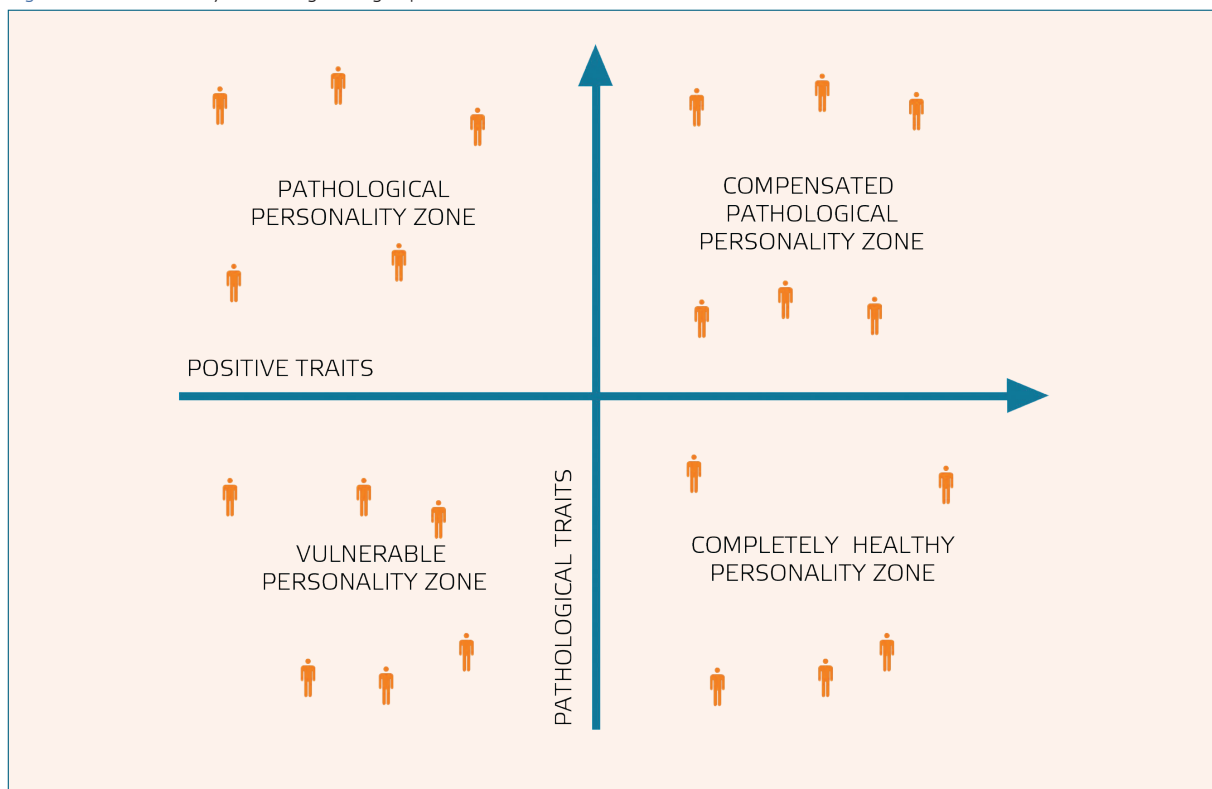 PATHOLOGICAL
PERSONALITY ZONE
COMPENSATED
PATHOLOGICAL
PERSONALITY ZONE
POSITIVE TRAITS
PATHOLOGICAL TRAITS
VULNERABLE
PERSONALITY ZONE
COMPLETELY HEALTHY
PERSONALITY ZONE